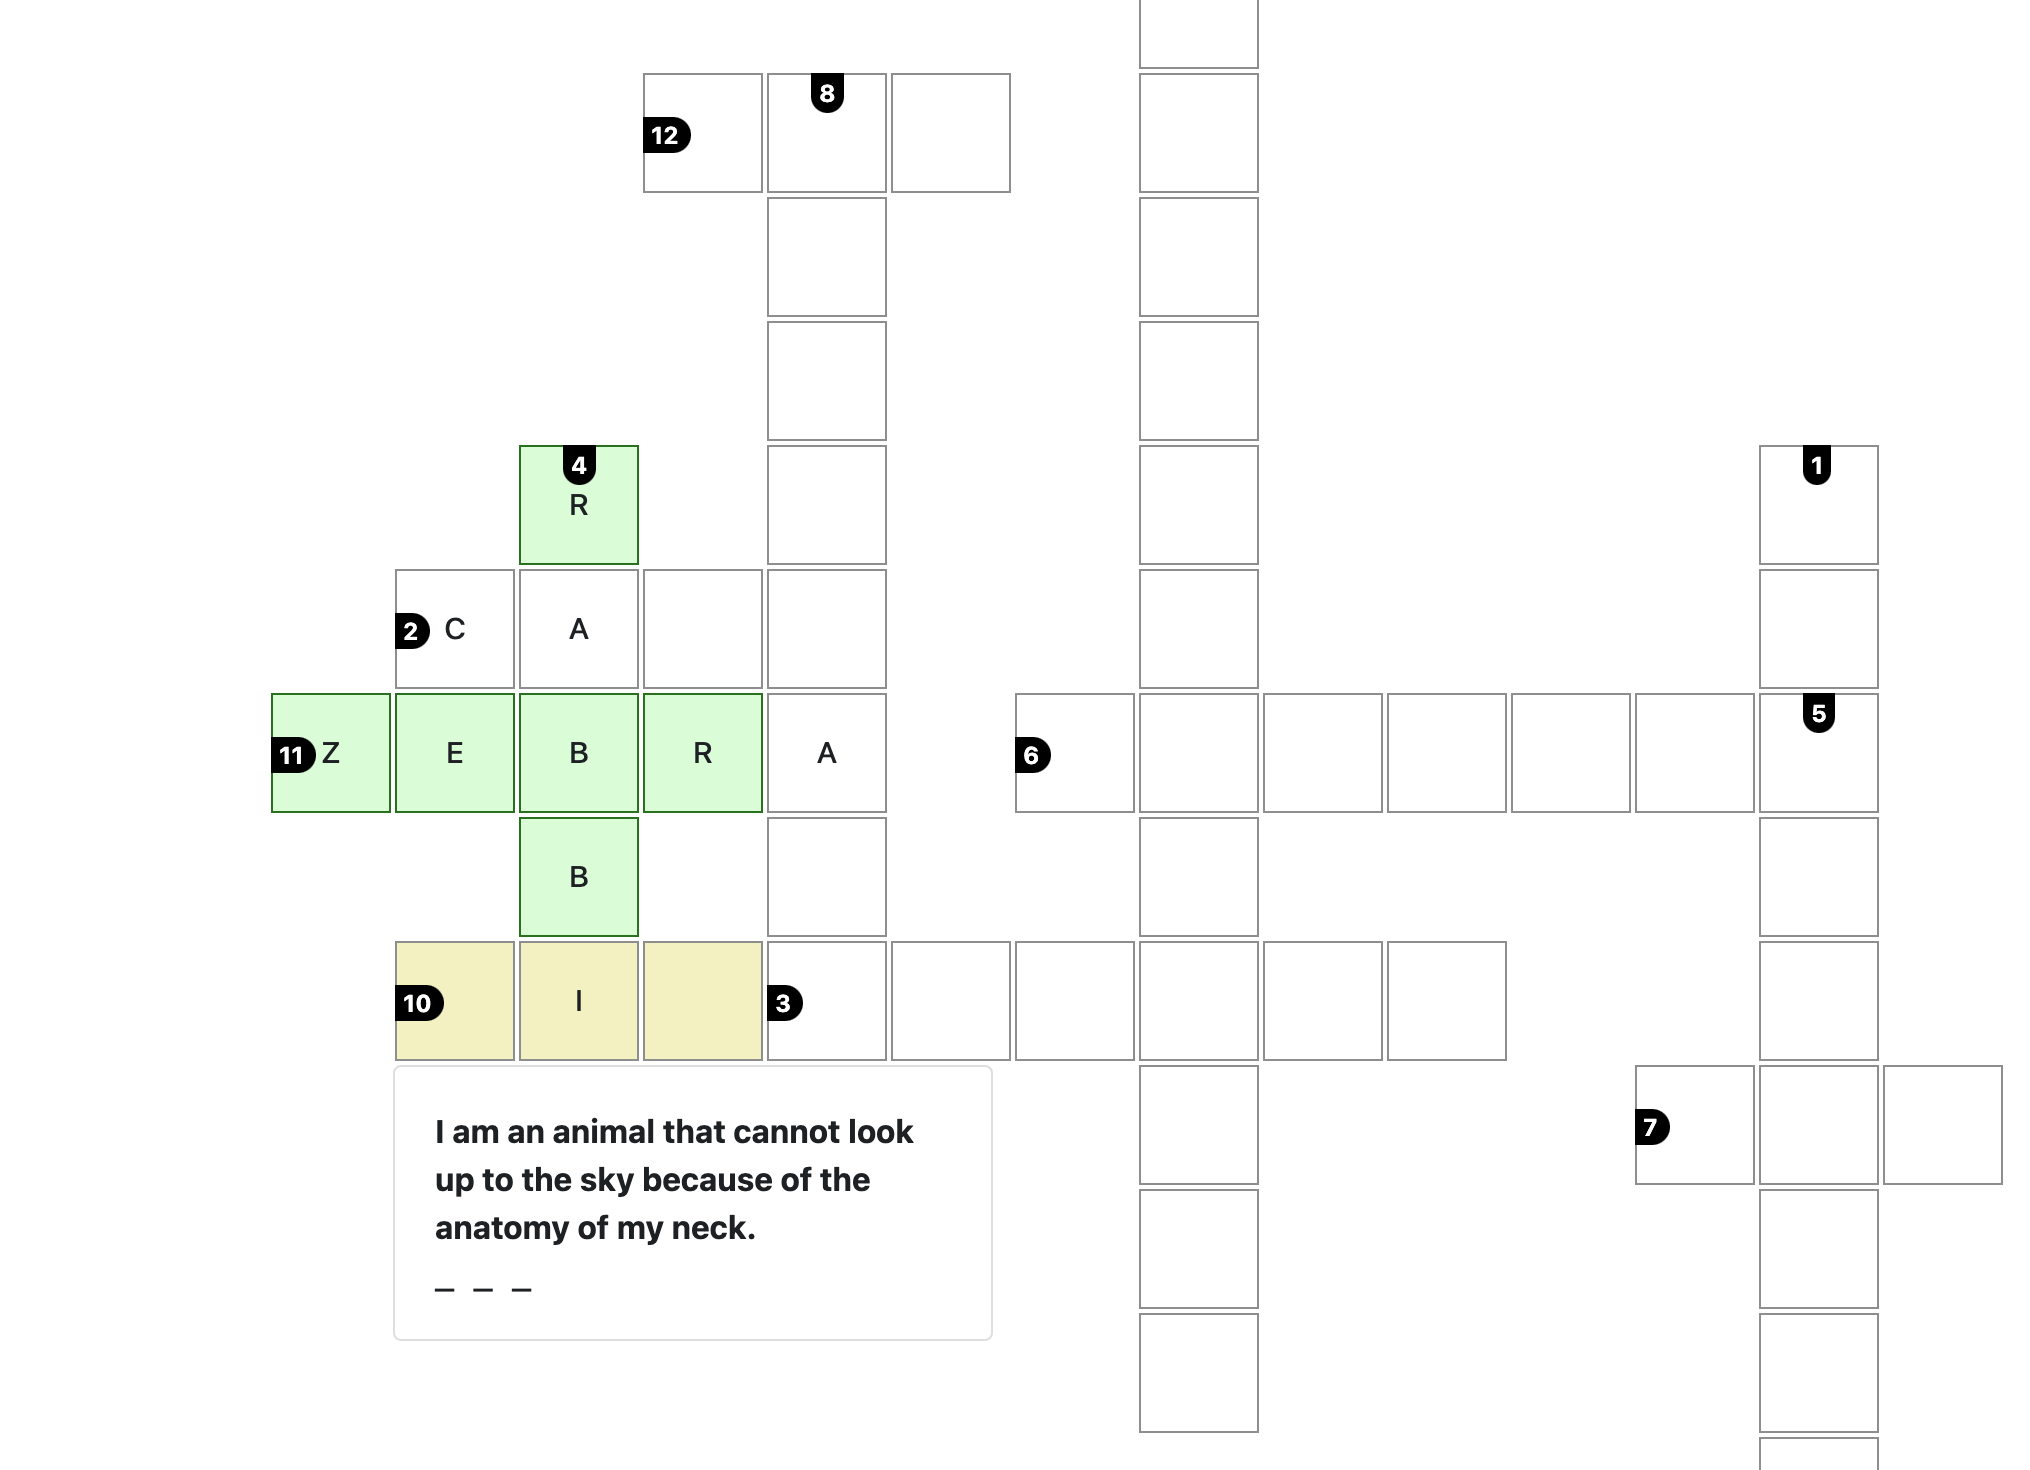 8
12
4
R
1
2 C A
11 Z E B R A
6
5
B
10 I
3
I am an animal that cannot look
up to the sky because of the
anatomy of my neck.
_ _ _
7